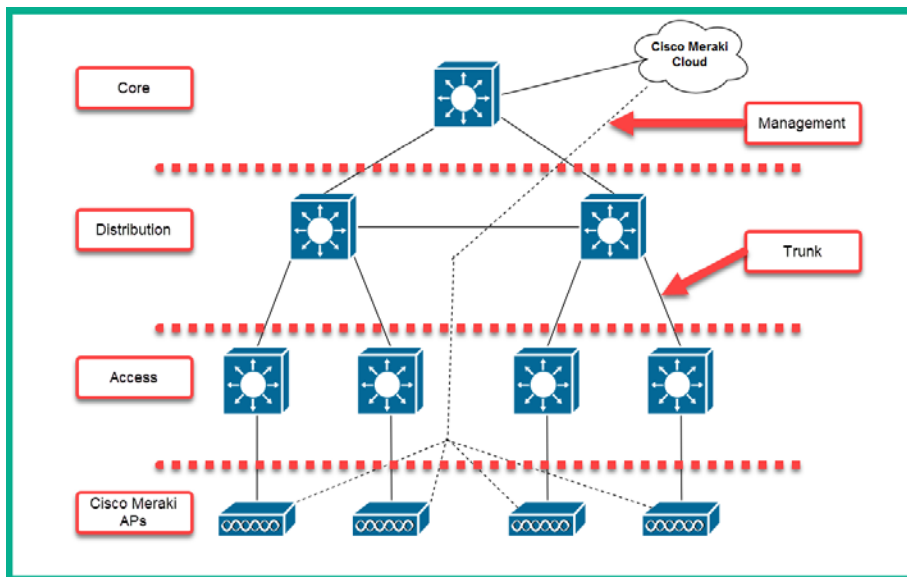 Cisco Meraki
Cloud
Core
Management
Distribution
Trunk
Access
Cisco Meraki
APs